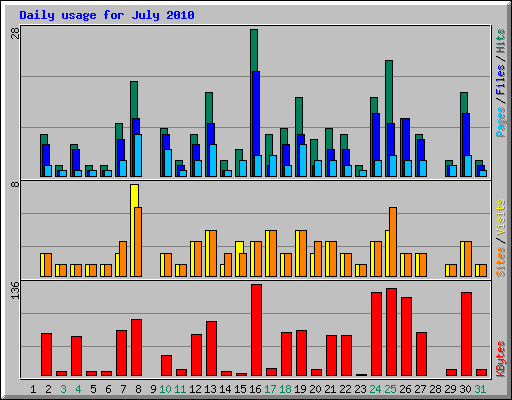 Daily usage for July 2010
28
Pages / Files / Hits
8
Sites / Visits
136
KBytes
1 2 3 4 5 6 7 8 9 10 11 12 13 14 15 16 17 18 19 20 21 22 23 24 25 26 27 28 29 30 31